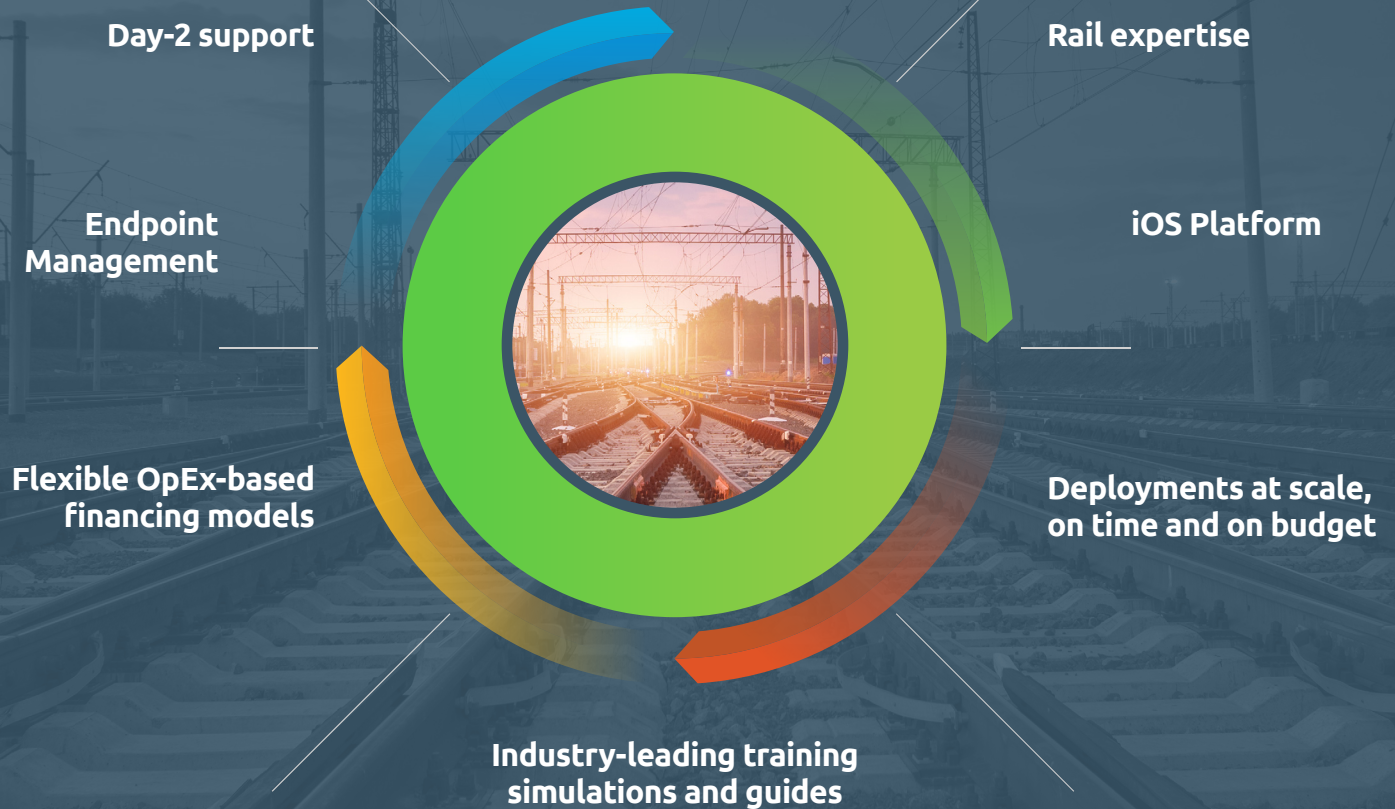 Day-2 support
Rail expertise
Endpoint
Management
iOS Platform
Flexible OpEx-based
financing models
Deployments at scale,
on time and on budget
Industry-leading training
simulations and guides